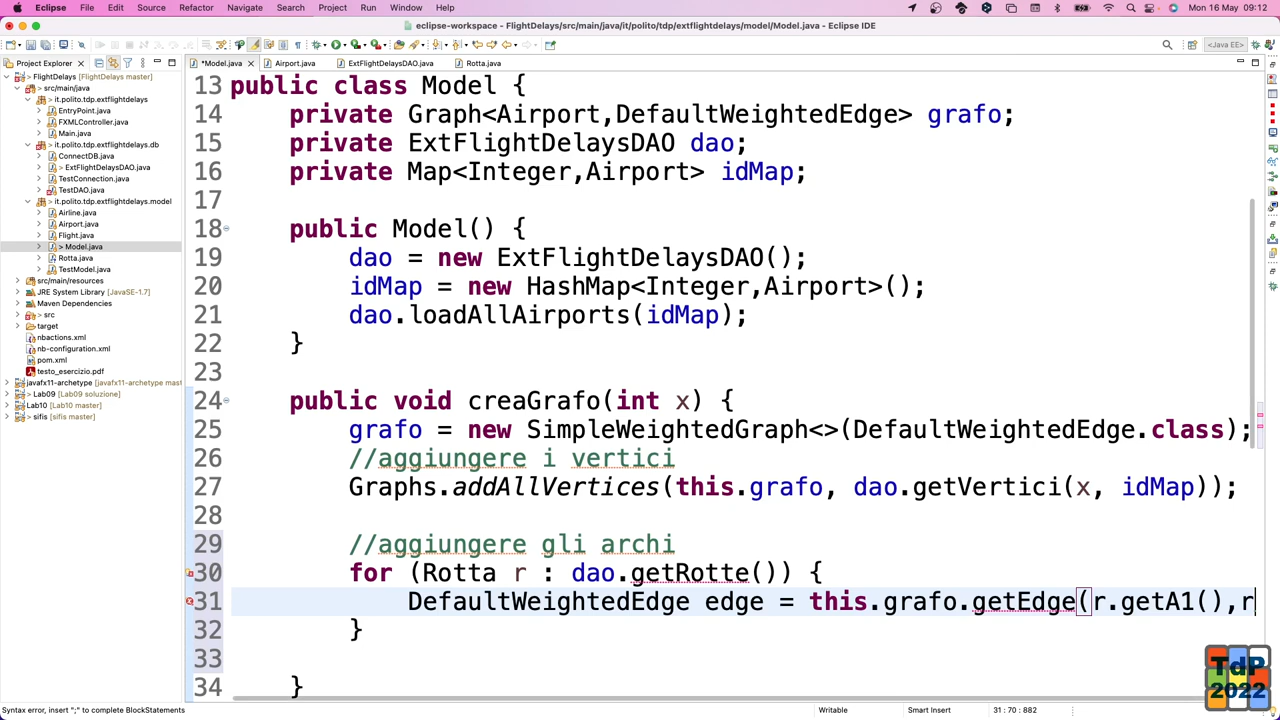 Eclipse File Edit Source Refactor Navigate Search Project Run Window Help Mon 16 May 09:12
eclipse-workspace - FlightDelays/src/main/java/it/polito/tdp/extflightdelays/model/Model.java - Eclipse IDE
<Java EE>
Project Explorer
*Model.java Airport.java ExtFlightDelaysDAO.java Rotta.java
> FlightDelays [FlightDelays master]
> src/main/java
> it.polito.tdp.extflightdelays
EntryPoint.java
FXMLController.java
Main.java
> it.polito.tdp.extflightdelays.db
ConnectDB.java
> ExtFlightDelaysDAO.java
TestConnection.java
TestDAO.java
> it.polito.tdp.extflightdelays.model
Airline.java
Airport.java
Flight.java
> Model.java
Rotta.java
TestModel.java
src/main/resources
JRE System Library [JavaSE-1.7]
Maven Dependencies
> src
target
nbactions.xml
nb-configuration.xml
pom.xml
testo_esercizio.pdf
javafx11-archetype [javafx11-archetype mast
> Lab09 [Lab09 soluzione]
Lab10 [Lab10 master]
> sifis [sifis master]
13 public class Model {
14 private Graph<Airport,DefaultWeightedEdge> grafo;
15 private ExtFlightDelaysDAO dao;
16 private Map<Integer,Airport> idMap;
17
18 public Model() {
19 dao = new ExtFlightDelaysDAO();
20 idMap = new HashMap<Integer,Airport>();
21 dao.loadAllAirports(idMap);
22 }
23
24 public void creaGrafo(int x) {
25 grafo = new SimpleWeightedGraph<>(DefaultWeightedEdge.class);
26 //aggiungere i vertici
27 Graphs.addAllVertices(this.grafo, dao.getVertici(x, idMap));
28
29 //aggiungere gli archi
30 for (Rotta r : dao.getRotte()) {
31 DefaultWeightedEdge edge = this.grafo.getEdge(r.getA1(),r
32 }
33
34 }
TdP
2022
Syntax error, insert ";" to complete BlockStatements Writable Smart Insert 31 : 70 : 882